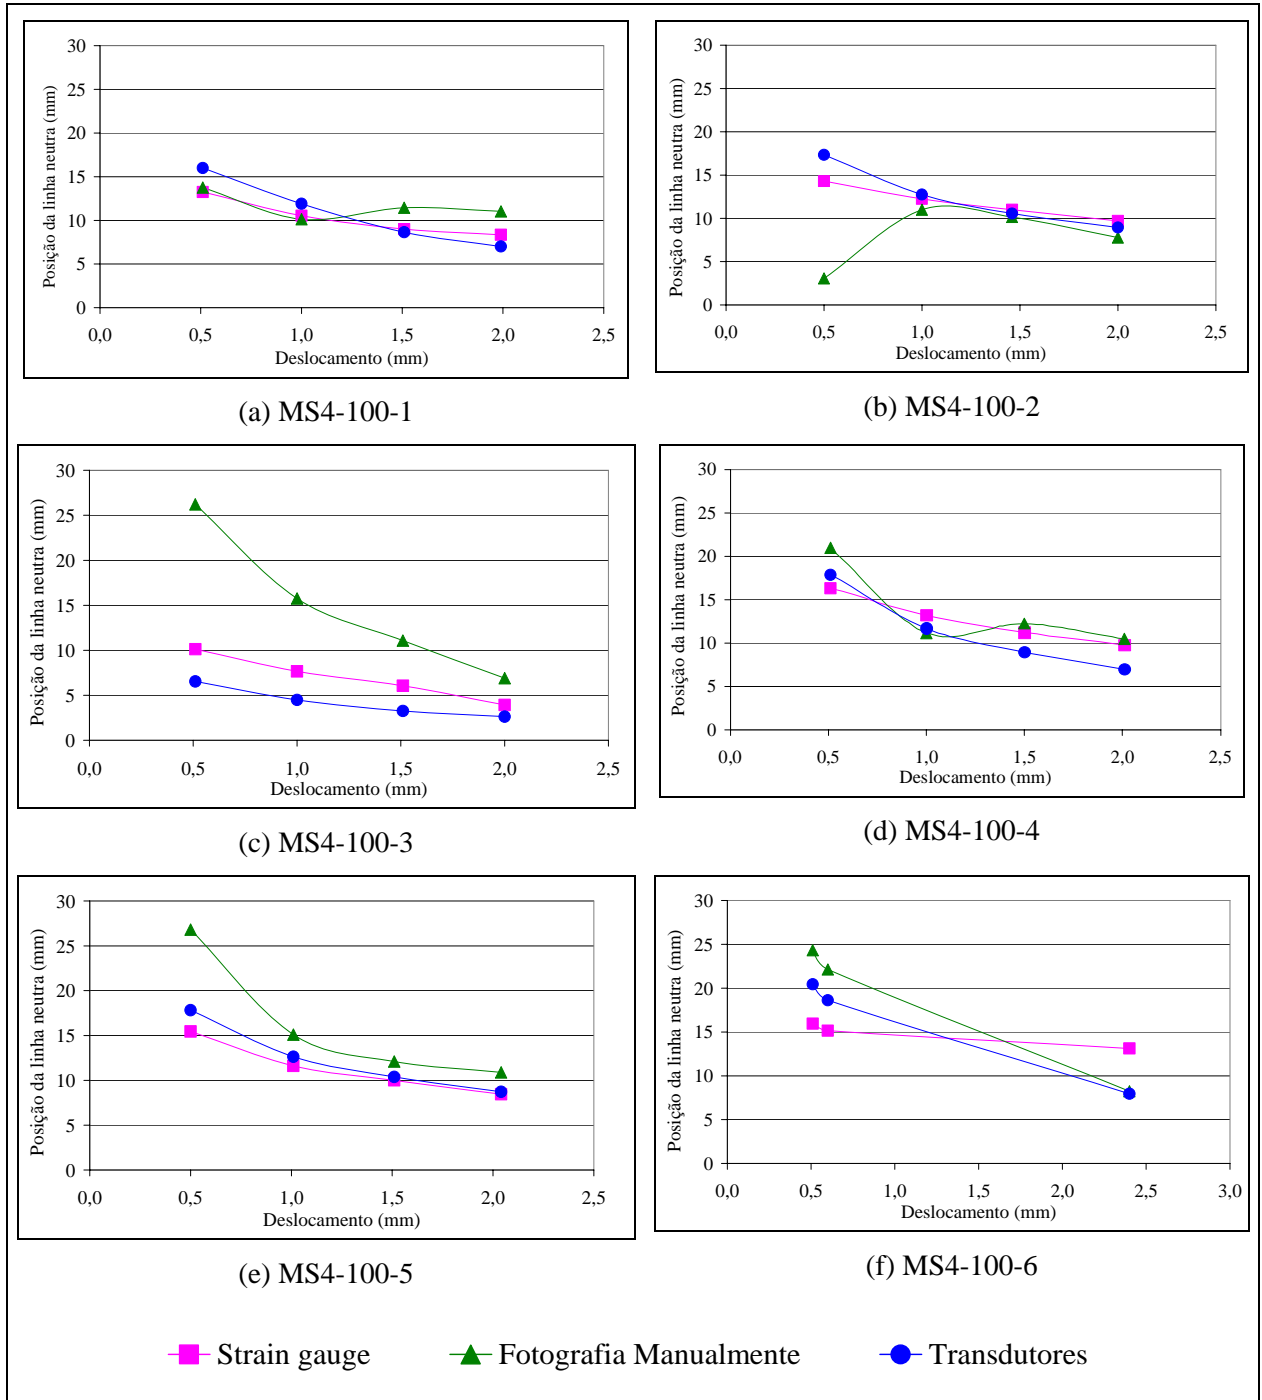 Posição da linha neutra (mm)
30
25
20
15
10
5
0
0,0 0,5 1,0 1,5 2,0 2,5
Deslocamento (mm)
(a) MS4-100-1
Posição da linha neutra (mm)
30
25
20
15
10
5
0
0,0 0,5 1,0 1,5 2,0 2,5
Deslocamento (mm)
(b) MS4-100-2
Posição da linha neutra (mm)
30
25
20
15
10
5
0
0,0 0,5 1,0 1,5 2,0 2,5
Deslocamento (mm)
(c) MS4-100-3
Posição da linha neutra (mm)
30
25
20
15
10
5
0
0,0 0,5 1,0 1,5 2,0 2,5
Deslocamento (mm)
(d) MS4-100-4
Posição da linha neutra (mm)
30
25
20
15
10
5
0
0,0 0,5 1,0 1,5 2,0 2,5
Deslocamento (mm)
(e) MS4-100-5
Posição da linha neutra (mm)
30
25
20
15
10
5
0
0,0 0,5 1,0 1,5 2,0 2,5 3,0
Deslocamento (mm)
(f) MS4-100-6
Strain gauge Fotografia Manualmente Transdutores